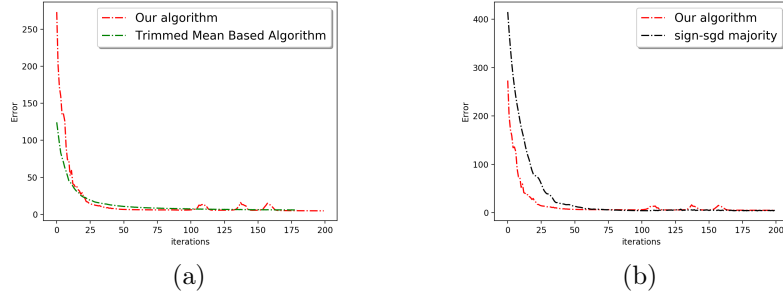 Our algorithm
Trimmed Mean Based Algorithm
Error
250
200
150
100
50
0
0 25 50 75 100 125 150 175 200
iterations
(a)
Our algorithm
sign-sgd majority
Error
400
300
200
100
0
0 25 50 75 100 125 150 175 200
iterations
(b)